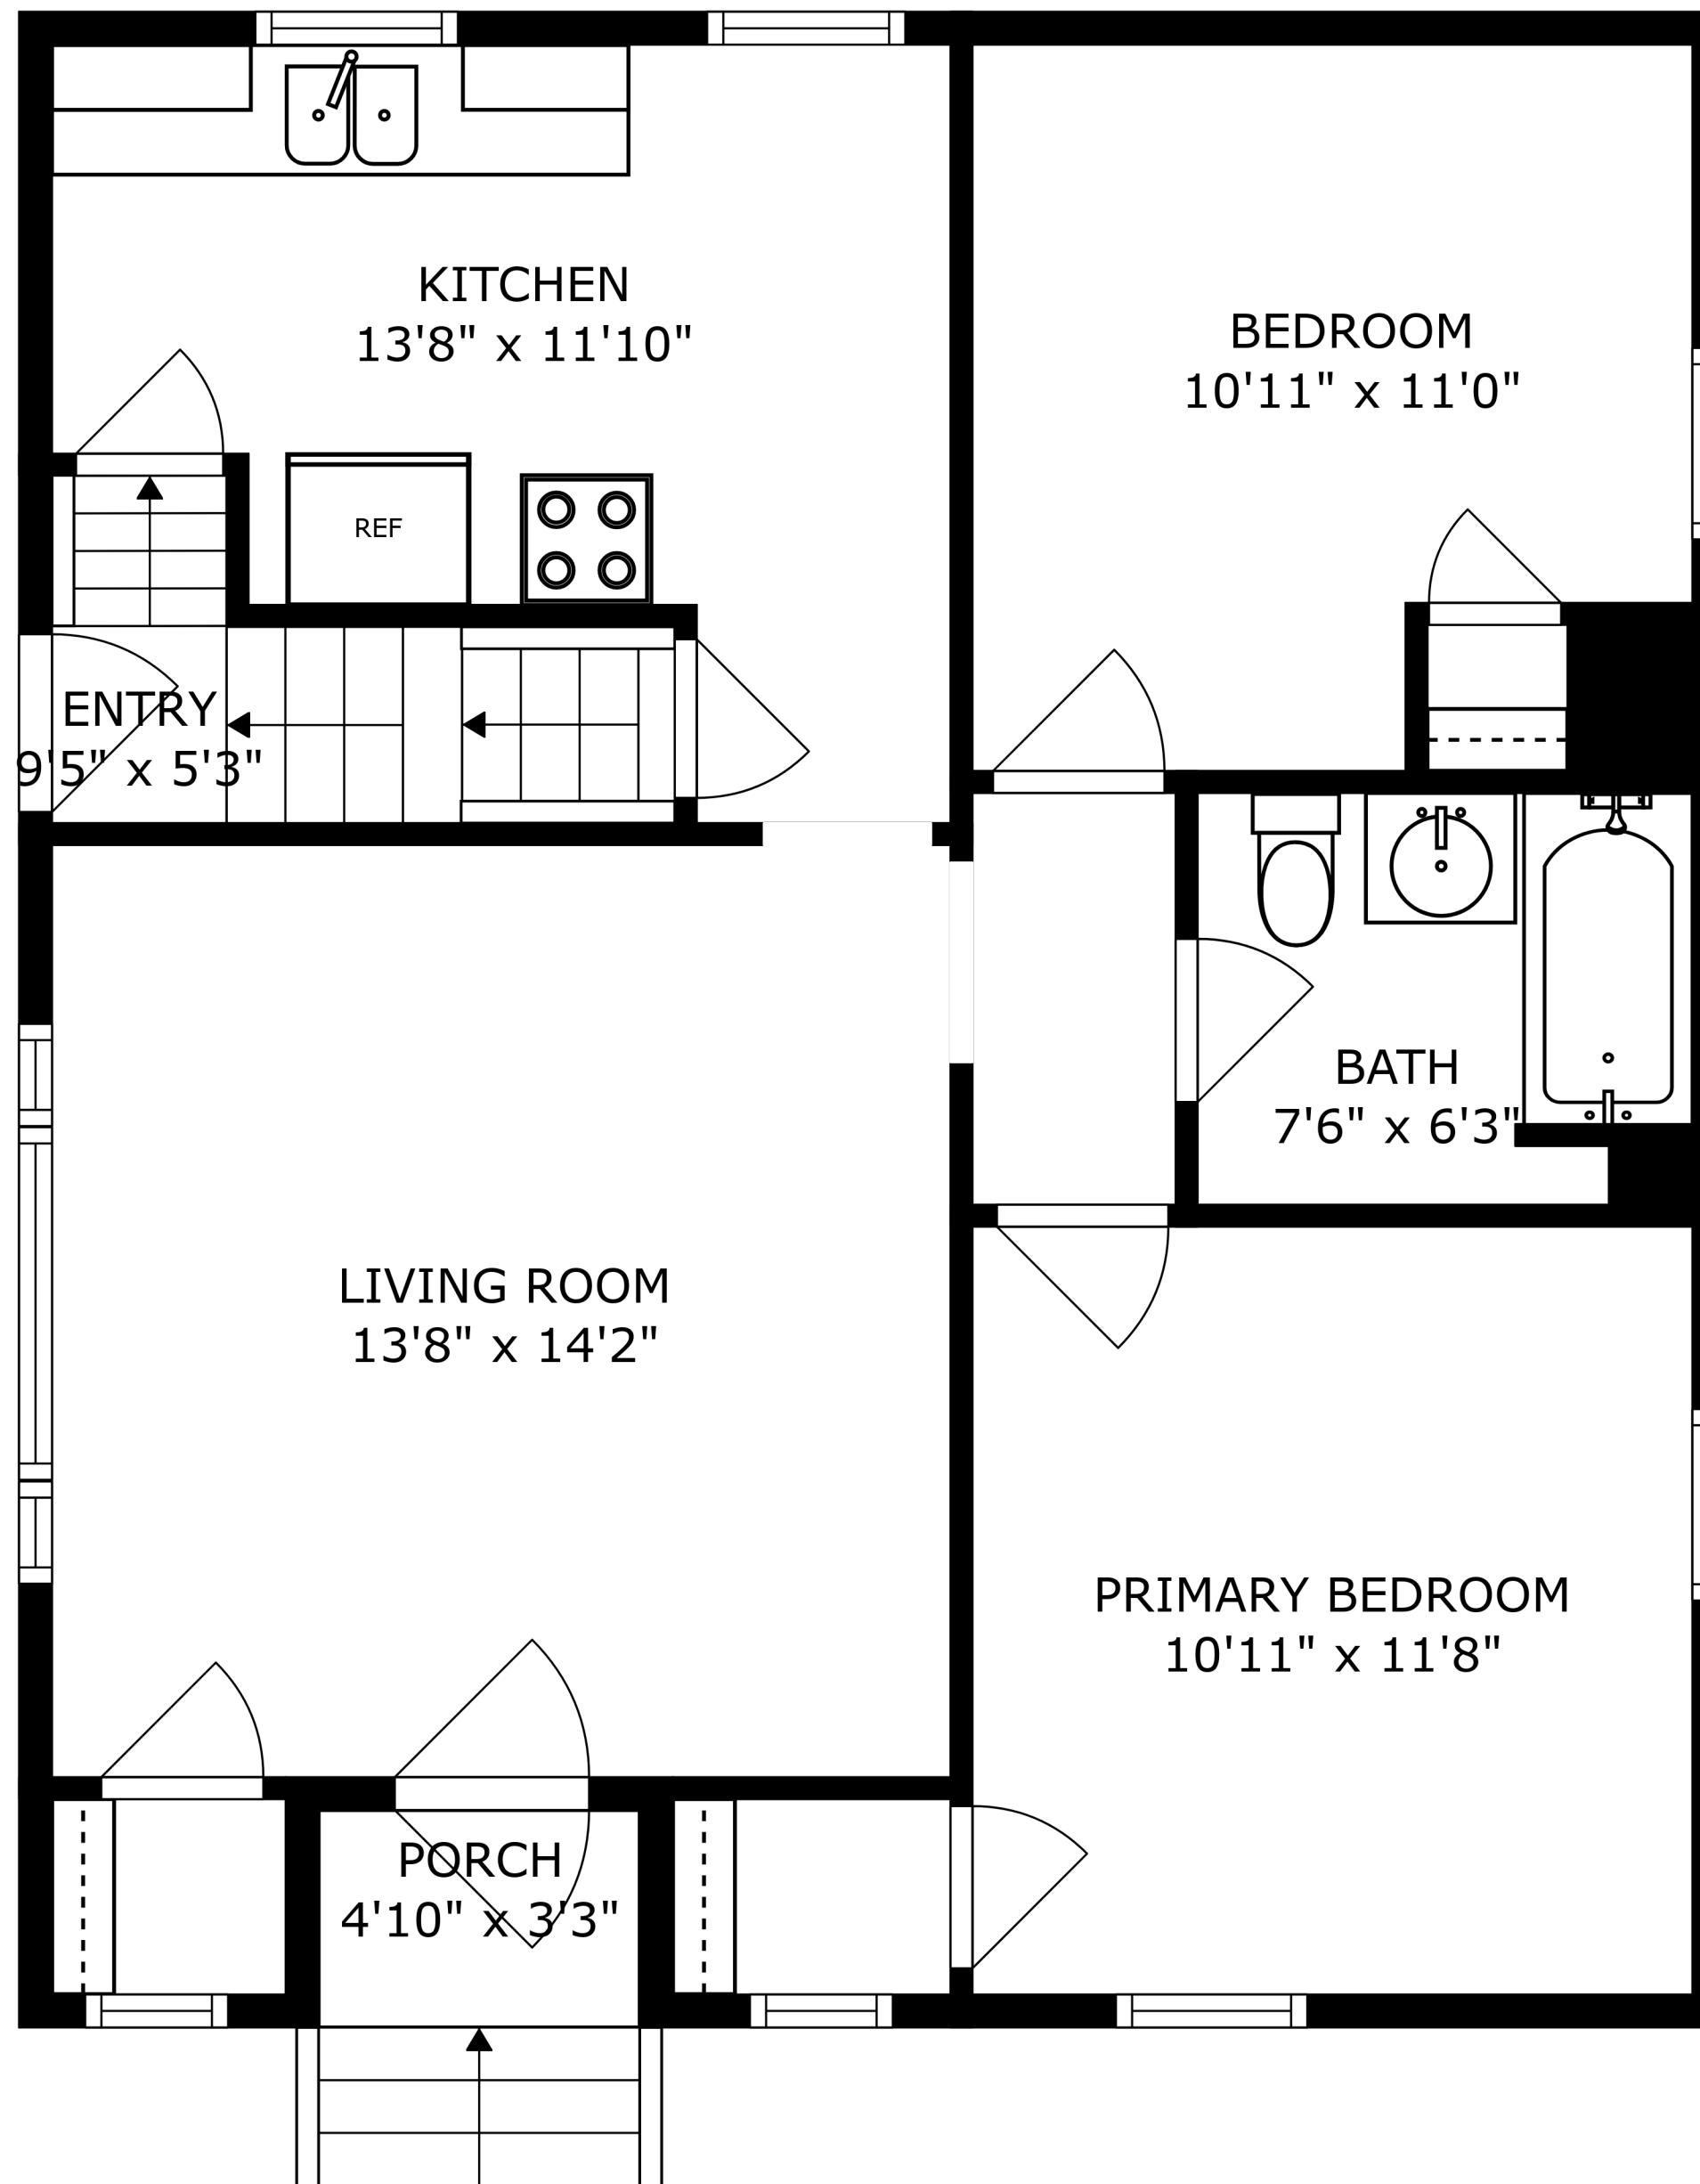 KITCHEN
13'8" x 11'10"
BEDROOM
10'11" x 11'0"
REF
ENTRY
9'5" x 5'3"
BATH
7'6" x 6'3"
LIVING ROOM
13'8" x 14'2"
PRIMARY BEDROOM
10'11" x 11'8"
PORCH
4'10" x 3'3"